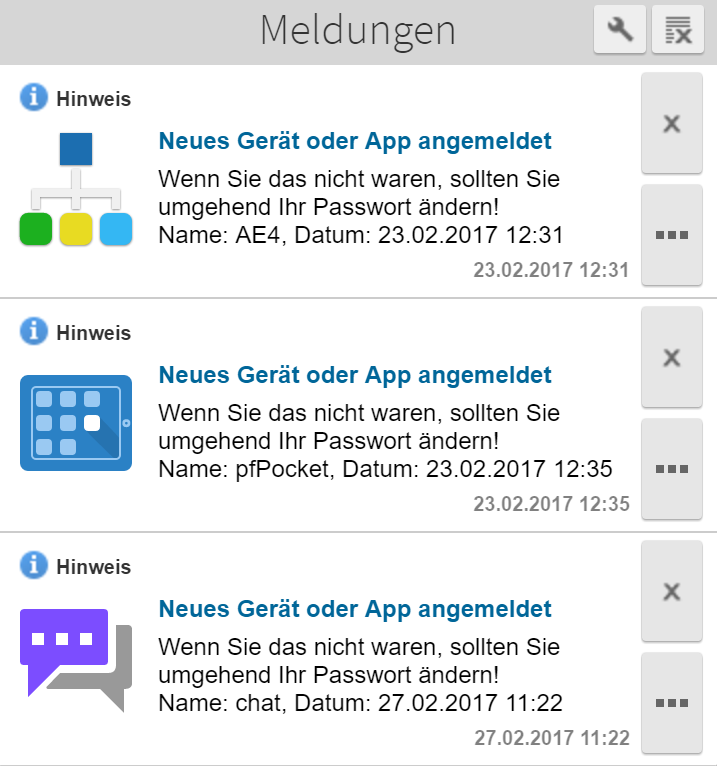 Meldungen
Hinweis
Neues Gerät oder App angemeldet
Wenn Sie das nicht waren, sollten Sie
umgehend Ihr Passwort ändern!
Name: AE4, Datum: 23.02.2017 12:31
23.02.2017 12:31
Hinweis
Neues Gerät oder App angemeldet
Wenn Sie das nicht waren, sollten Sie
umgehend Ihr Passwort ändern!
Name: pfPocket, Datum: 23.02.2017 12:35
23.02.2017 12:35
Hinweis
Neues Gerät oder App angemeldet
Wenn Sie das nicht waren, sollten Sie
umgehend Ihr Passwort ändern!
Name: chat, Datum: 27.02.2017 11:22
27.02.2017 11:22